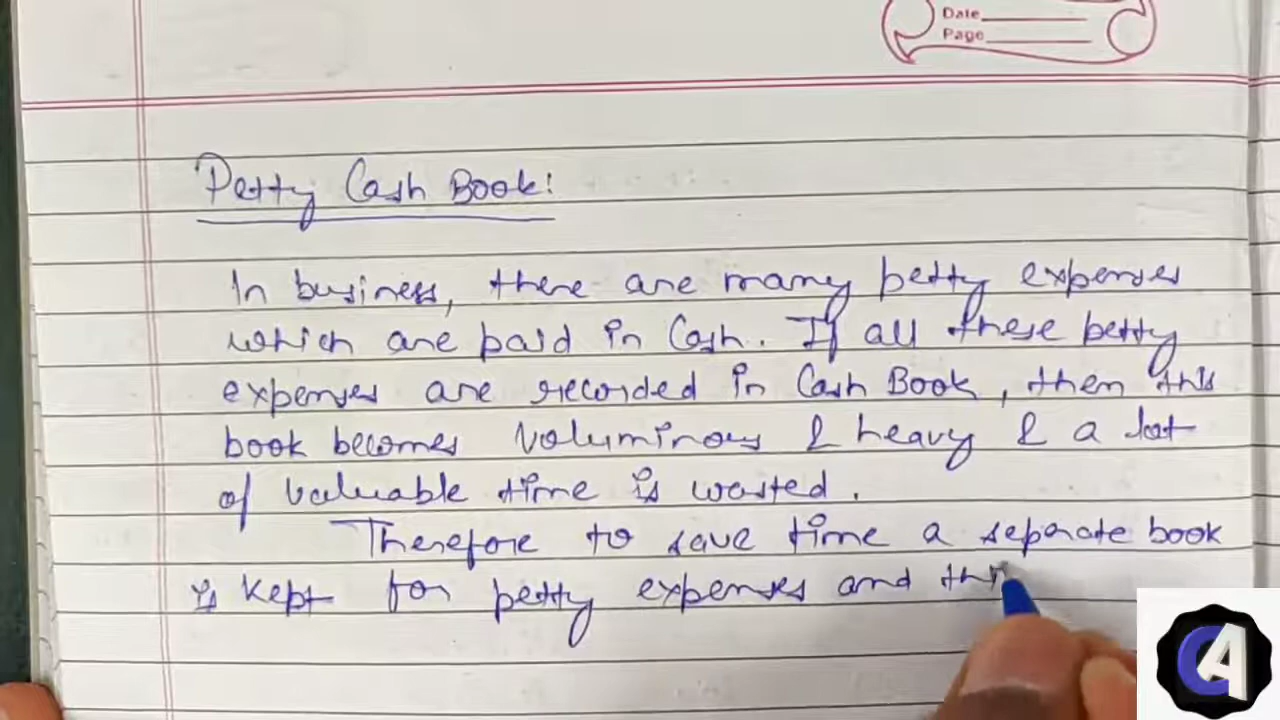 Date
Page
Petty Cash Book:
In business, there are many petty expenses
which are paid in Cash. If all these petty
expenses are recorded in Cash Book, then this
book becomes voluminous & heavy & a lot
of valuable time is wasted.
Therefore to save time a separate book
is kept for petty expenses and thi
CA